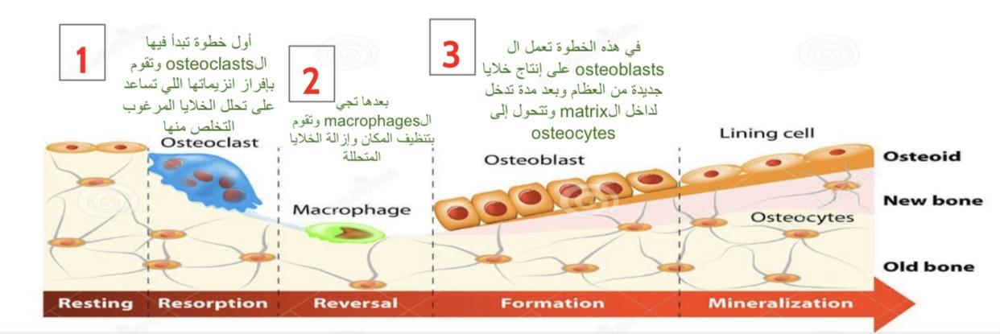 1
أول خطوة تبدأ فيها
الosteoclasts وتقوم
بإفراز انزيماتها اللي تساعد
على تحلل الخلايا المرغوب
التخلص منها
2
بعدها تجي
الmacrophages وتقوم
بتنظيف المكان وإزالة الخلايا
المتحللة
3
في هذه الخطوة تعمل ال
osteoblasts على إنتاج خلايا
جديدة من العظام وبعد مدة تدخل
لداخل الmatrix وتتحول إلى
osteocytes
Osteoclast
Macrophage
Osteoblast
Lining cell
Osteocytes
Osteoid
New bone
Old bone
Resting
Resorption
Reversal
Formation
Mineralization